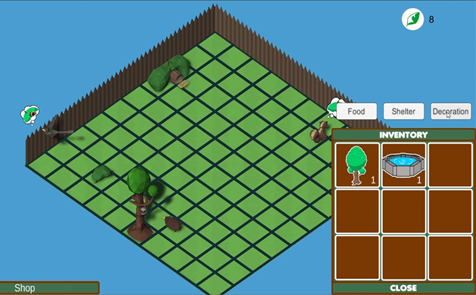 8
Food Shelter Decoration
INVENTORY
1 1
CLOSE
Shop